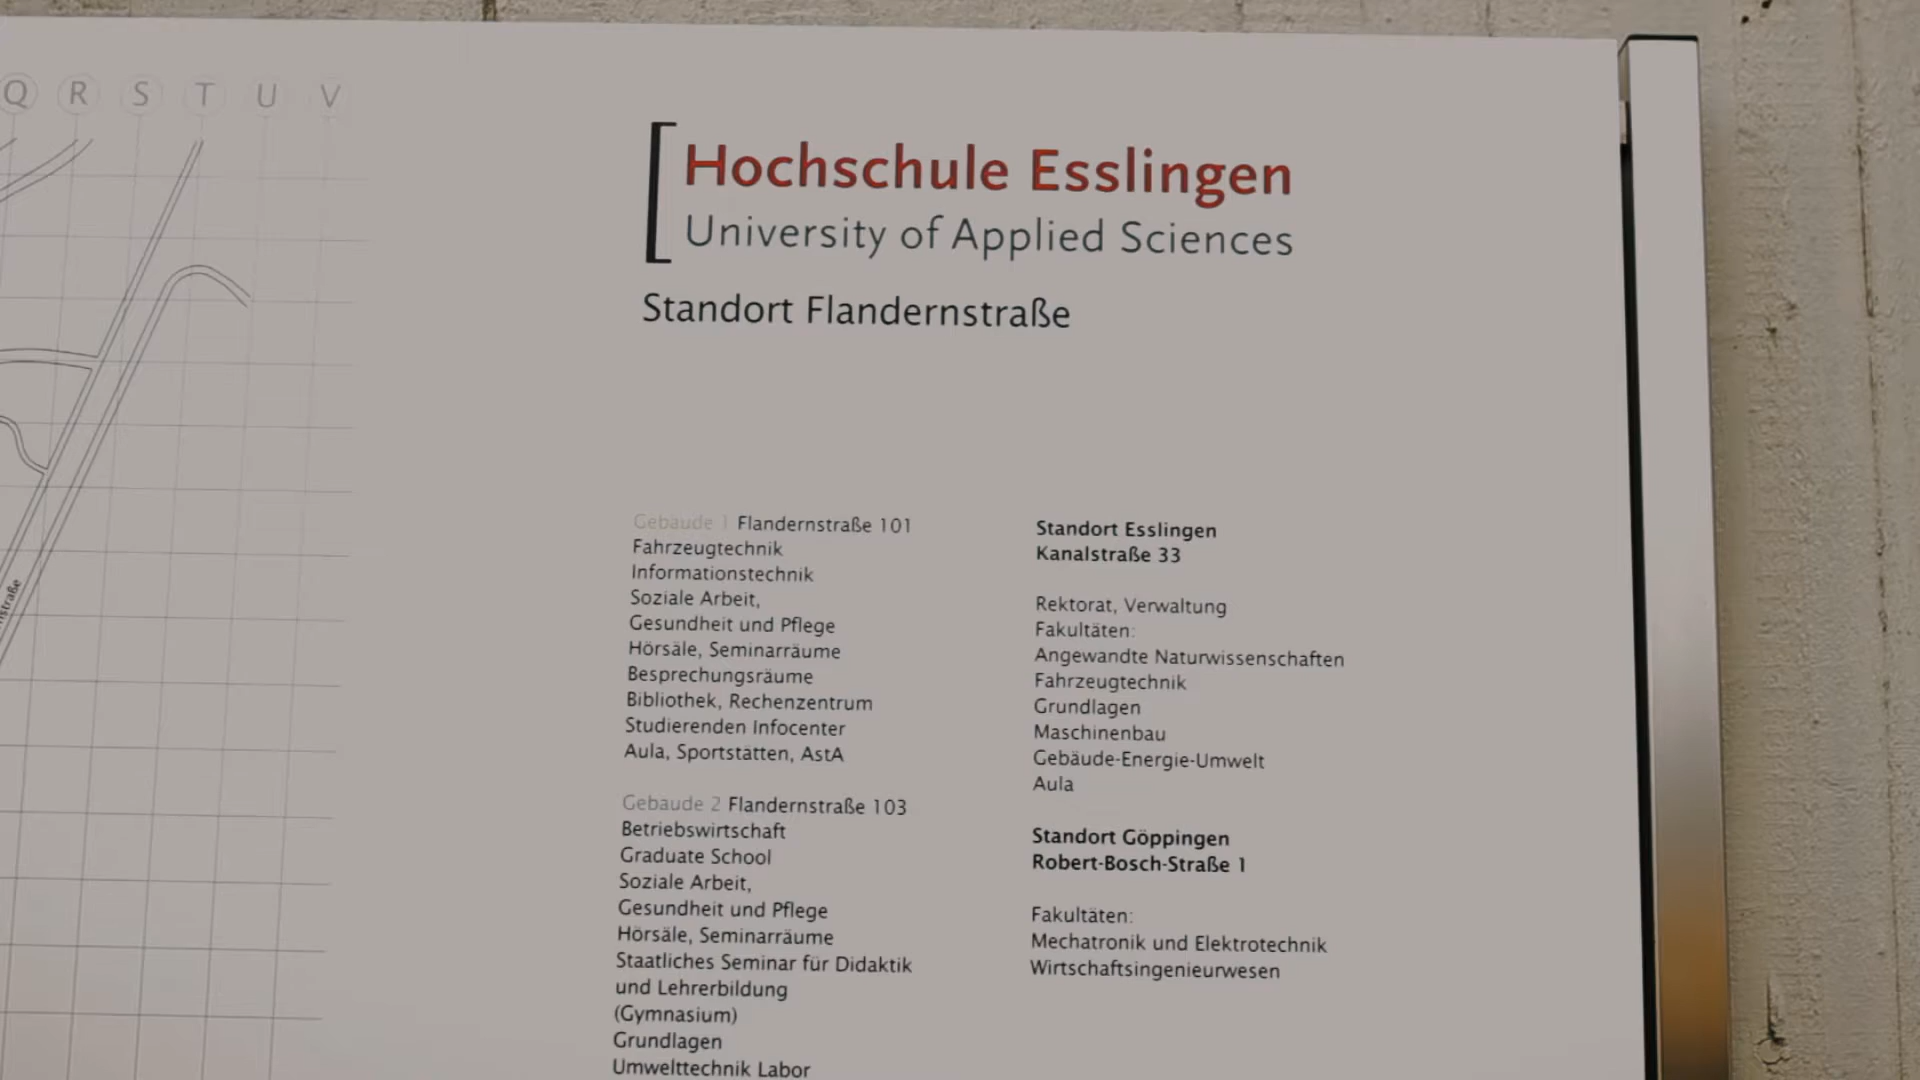 Q R S T U V
Hochschule Esslingen
University of Applied Sciences
Standort Flandernstraße
Gebäude 1 Flandernstraße 101
Fahrzeugtechnik
Informationstechnik
Soziale Arbeit,
Gesundheit und Pflege
Hörsäle, Seminarräume
Besprechungsräume
Bibliothek, Rechenzentrum
Studierenden Infocenter
Aula, Sportstätten, AstA
Gebäude 2 Flandernstraße 103
Betriebswirtschaft
Graduate School
Soziale Arbeit,
Gesundheit und Pflege
Hörsäle, Seminarräume
Staatliches Seminar für Didaktik
und Lehrerbildung
(Gymnasium)
Grundlagen
Umwelttechnik Labor
Standort Esslingen
Kanalstraße 33
Rektorat, Verwaltung
Fakultäten:
Angewandte Naturwissenschaften
Fahrzeugtechnik
Grundlagen
Maschinenbau
Gebäude-Energie-Umwelt
Aula
Standort Göppingen
Robert-Bosch-Straße 1
Fakultäten:
Mechatronik und Elektrotechnik
Wirtschaftsingenieurwesen